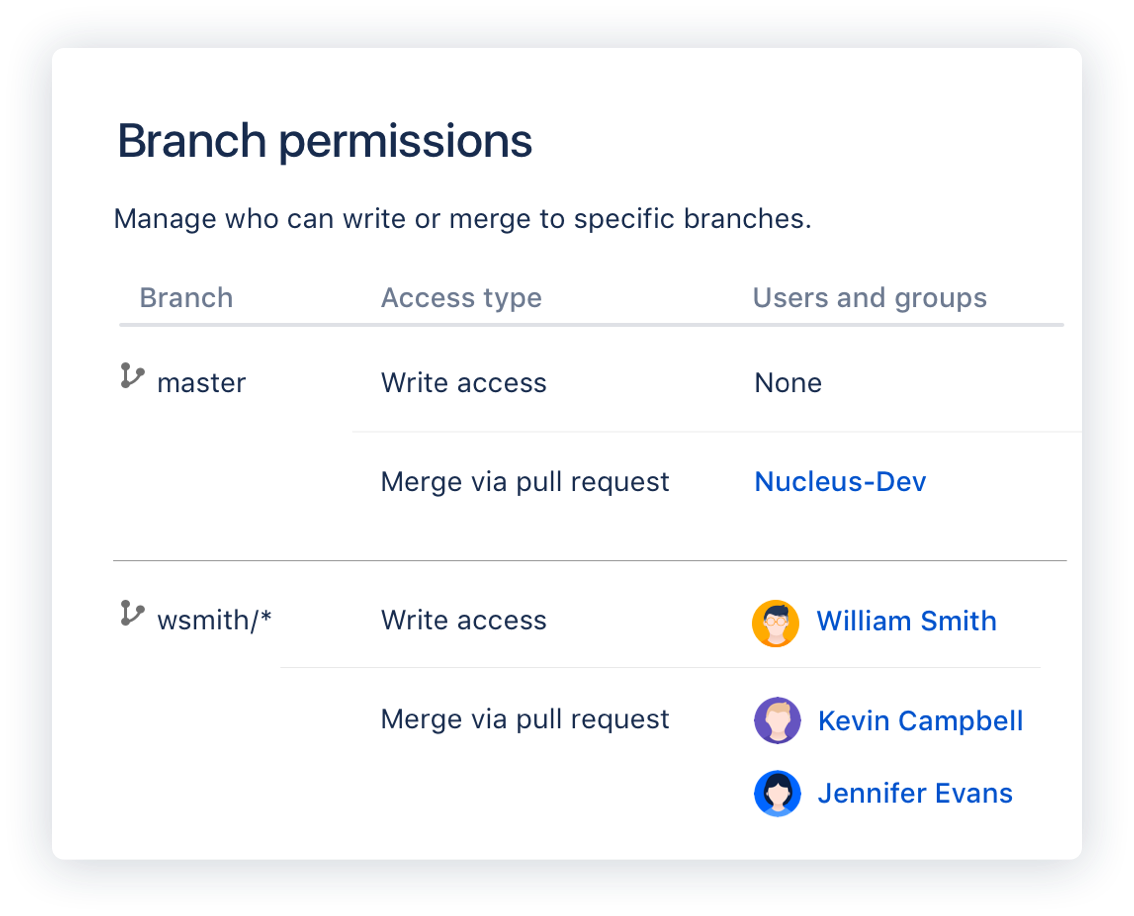 Branch permissions
Manage who can write or merge to specific branches.
Branch Access type Users and groups
master Write access None
Merge via pull request Nucleus-Dev
wsmith/* Write access William Smith
Merge via pull request Kevin Campbell
Jennifer Evans